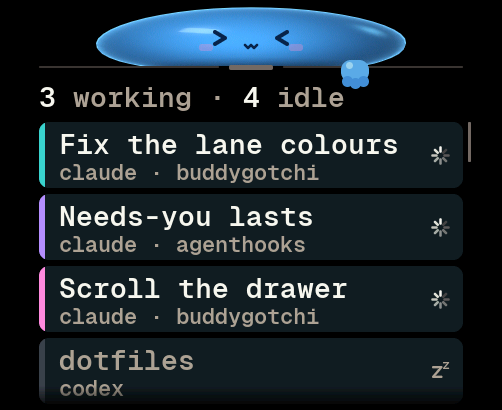 3 working · 4 idle
Fix the lane colours
claude · buddygotchi
Needs-you lasts
claude · agenthooks
Scroll the drawer
claude · buddygotchi
dotfiles
codex
zz